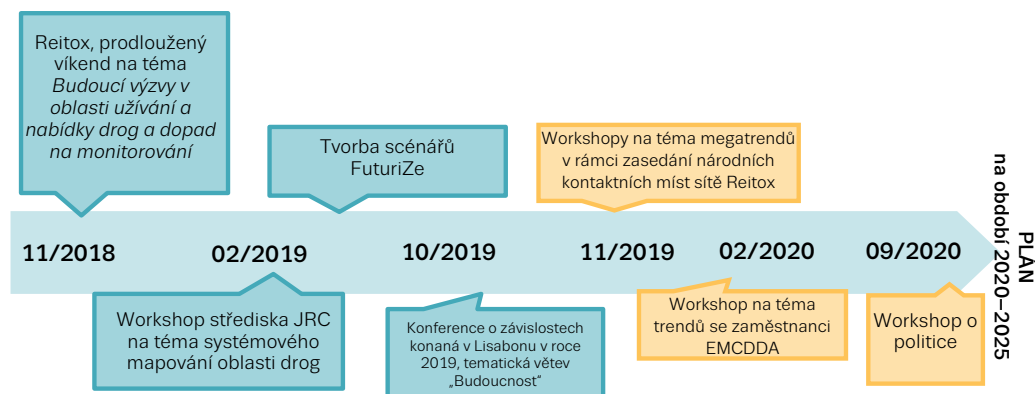 Reitox, prodloužený
víkend na téma
Budoucí výzvy v
oblasti užívání a
nabídky drog a dopad
na monitorování
Tvorba scénářů
FuturiZe
Workshopy na téma megatrendů
v rámci zasedání národních
kontaktních míst sítě Reitox
11/2018
02/2019
10/2019
11/2019
02/2020
09/2020
PLÁN
na období 2020–2025
Workshop střediska JRC
na téma systémového
mapování oblasti drog
Konference o závislostech
konaná v Lisabonu v roce
2019, tematická větev
„Budoucnost“
Workshop na téma
trendů se zaměstnanci
EMCDDA
Workshop o
politice